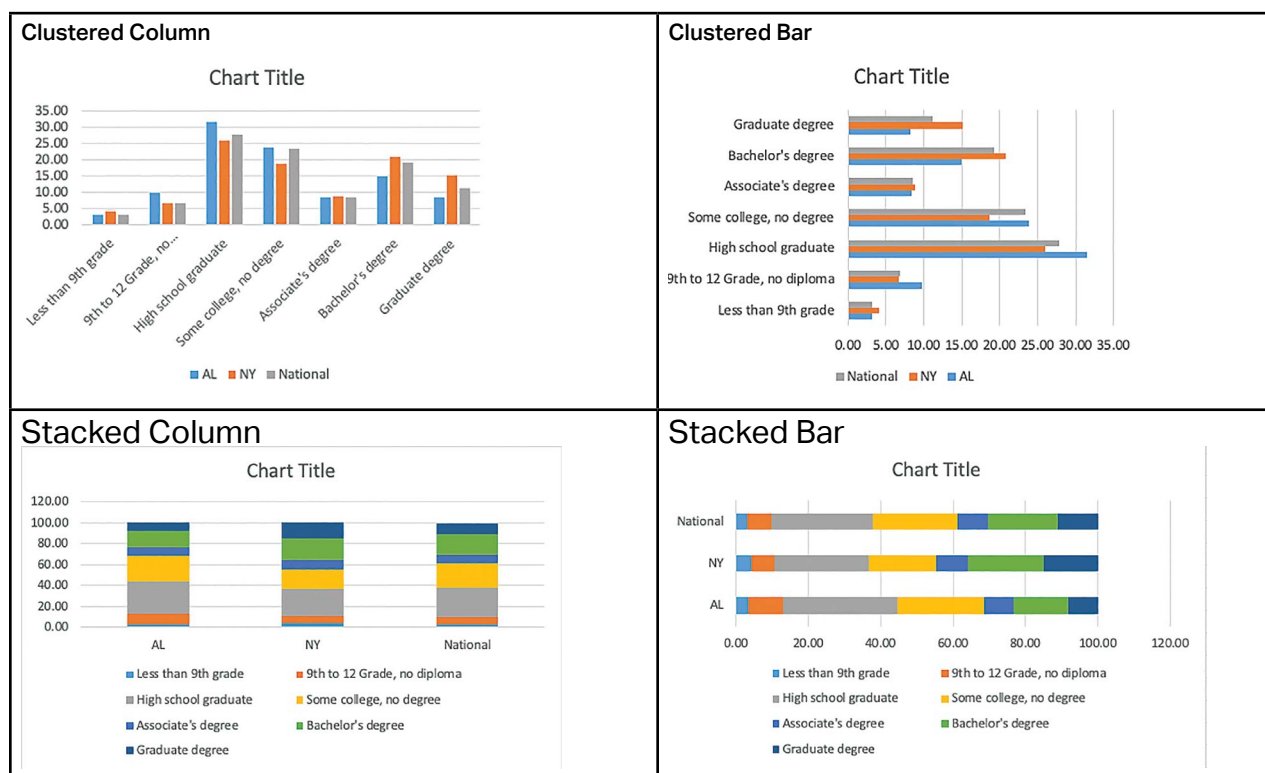 Clustered Column
Chart Title
35.00
30.00
25.00
20.00
15.00
10.00
5.00
0.00
Less than 9th grade
9th to 12 Grade, no...
High school graduate
Some college, no degree
Associate's degree
Bachelor's degree
Graduate degree
AL NY National
Clustered Bar
Chart Title
Graduate degree
Bachelor's degree
Associate's degree
Some college, no degree
High school graduate
9th to 12 Grade, no diploma
Less than 9th grade
0.00 5.00 10.00 15.00 20.00 25.00 30.00 35.00
National NY AL
Stacked Column
Chart Title
120.00
100.00
80.00
60.00
40.00
20.00
0.00
AL NY National
Less than 9th grade 9th to 12 Grade, no diploma
High school graduate Some college, no degree
Associate's degree Bachelor's degree
Graduate degree
Stacked Bar
Chart Title
National
NY
AL
0.00 20.00 40.00 60.00 80.00 100.00 120.00
Less than 9th grade 9th to 12 Grade, no diploma
High school graduate Some college, no degree
Associate's degree Bachelor's degree
Graduate degree